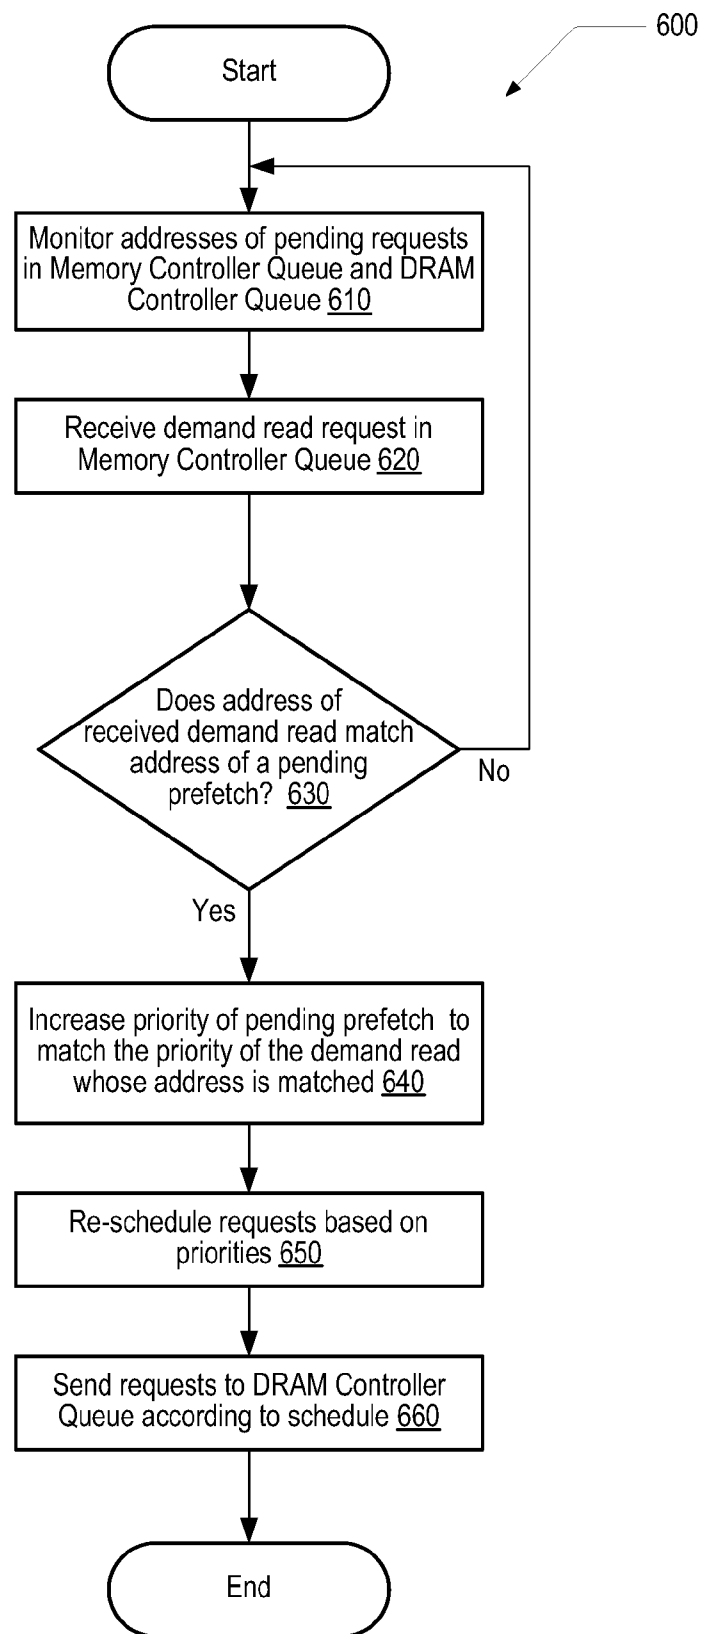 600
Start
Monitor addresses of pending requests
in Memory Controller Queue and DRAM
Controller Queue 610
Receive demand read request in
Memory Controller Queue 620
Does address of
received demand read match
address of a pending
prefetch? 630
No
Yes
Increase priority of pending prefetch to
match the priority of the demand read
whose address is matched 640
Re-schedule requests based on
priorities 650
Send requests to DRAM Controller
Queue according to schedule 660
End